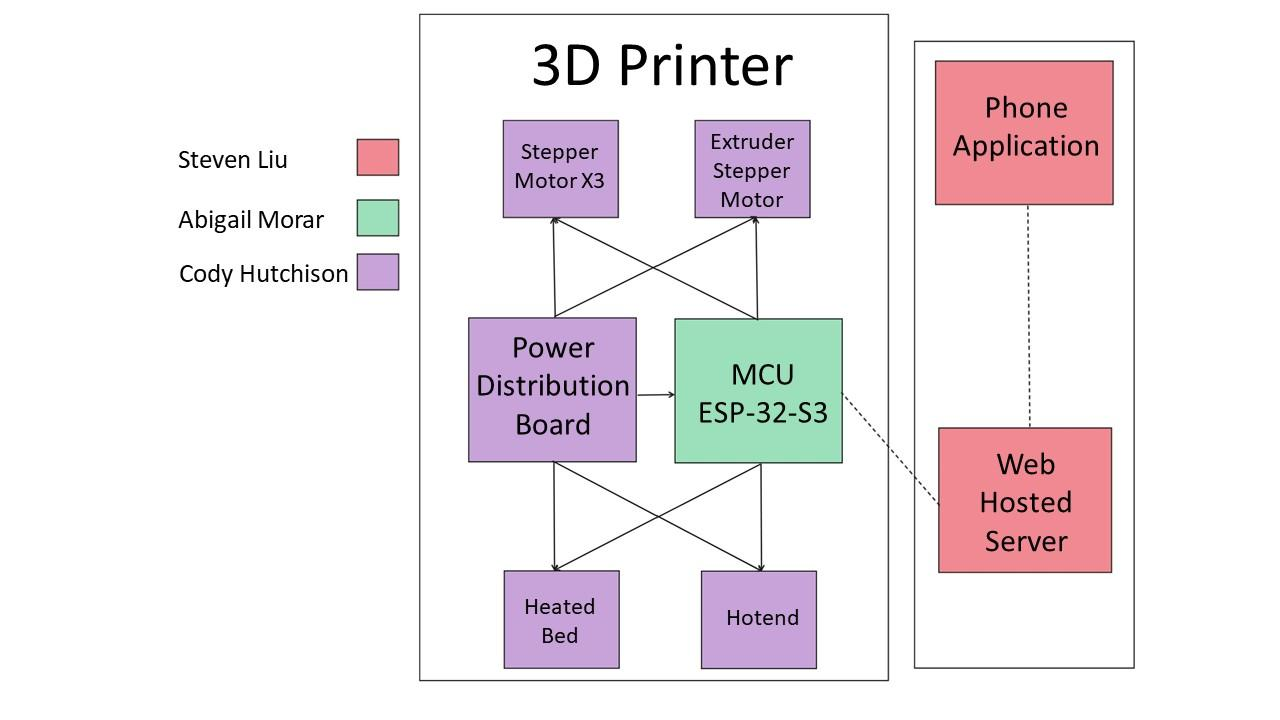 3D Printer
Steven Liu
Abigail Morar
Cody Hutchison
Stepper
Motor X3
Extruder
Stepper
Motor
Power
Distribution
Board
MCU
ESP-32-S3
Heated
Bed
Hotend
Phone
Application
Web
Hosted
Server